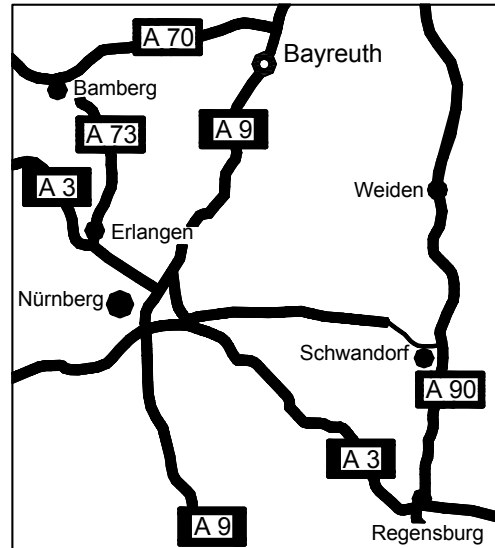 A 70
Bayreuth
Bamberg
A 73
A 9
A 3
Weiden
Erlangen
Nürnberg
Schwandorf
A 90
A 3
A 9
Regensburg